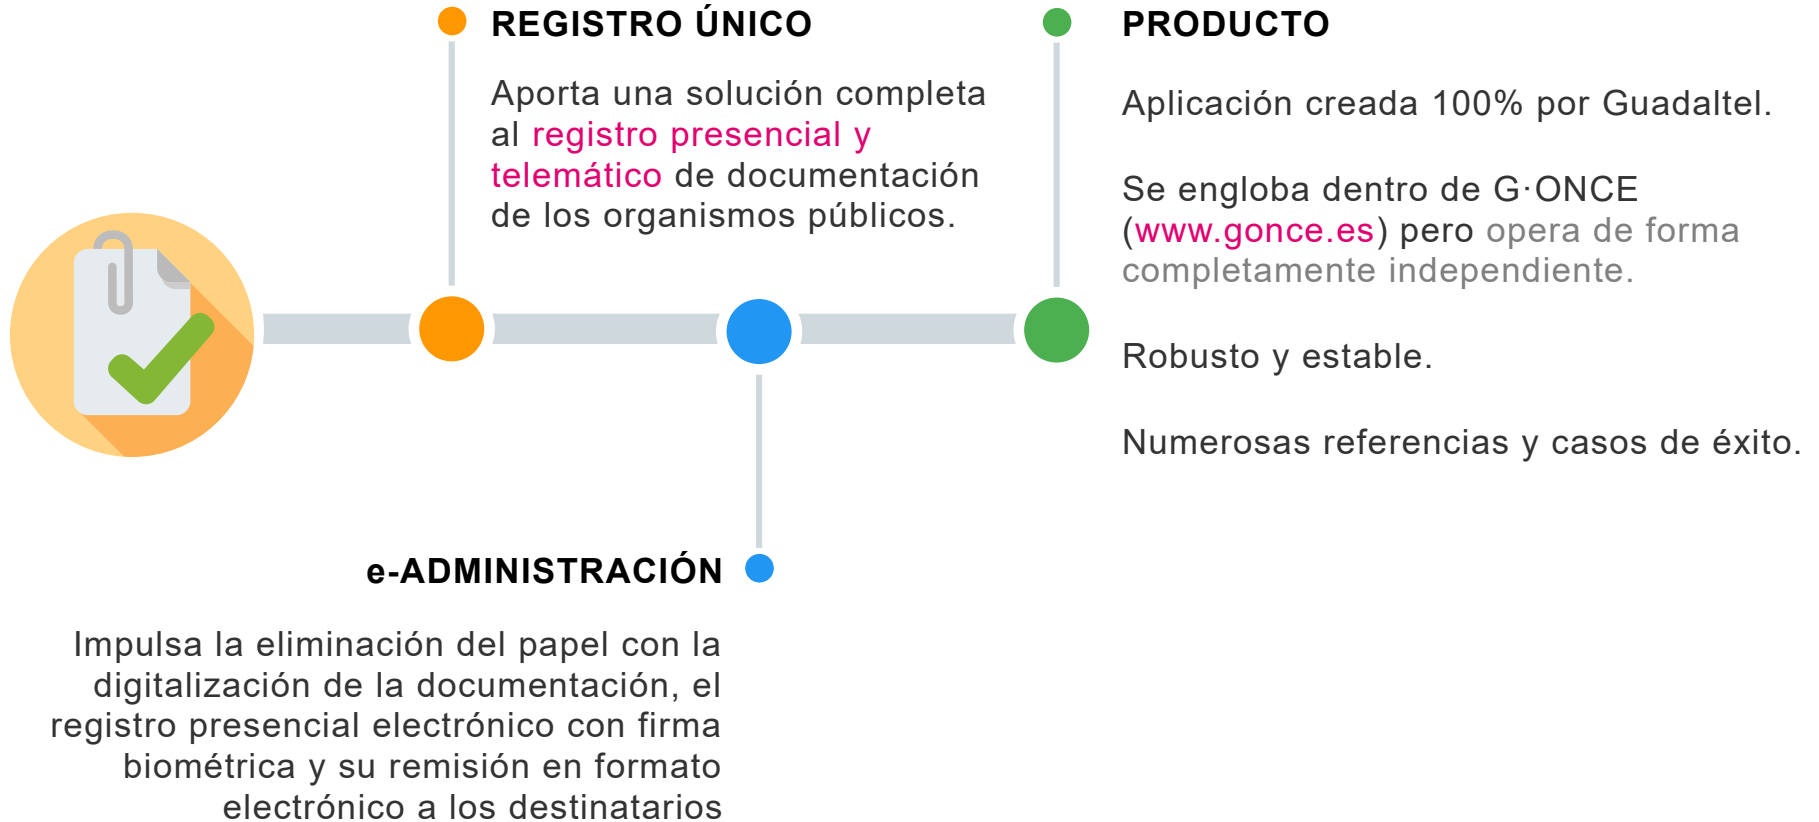 REGISTRO ÚNICO
Aporta una solución completa
al registro presencial y
telemático de documentación
de los organismos públicos.
PRODUCTO
Aplicación creada 100% por Guadaltel.
Se engloba dentro de G·ONCE
(www.gonce.es) pero opera de forma
completamente independiente.
Robusto y estable.
Numerosas referencias y casos de éxito.
e-ADMINISTRACIÓN
Impulsa la eliminación del papel con la
digitalización de la documentación, el
registro presencial electrónico con firma
biométrica y su remisión en formato
electrónico a los destinatarios